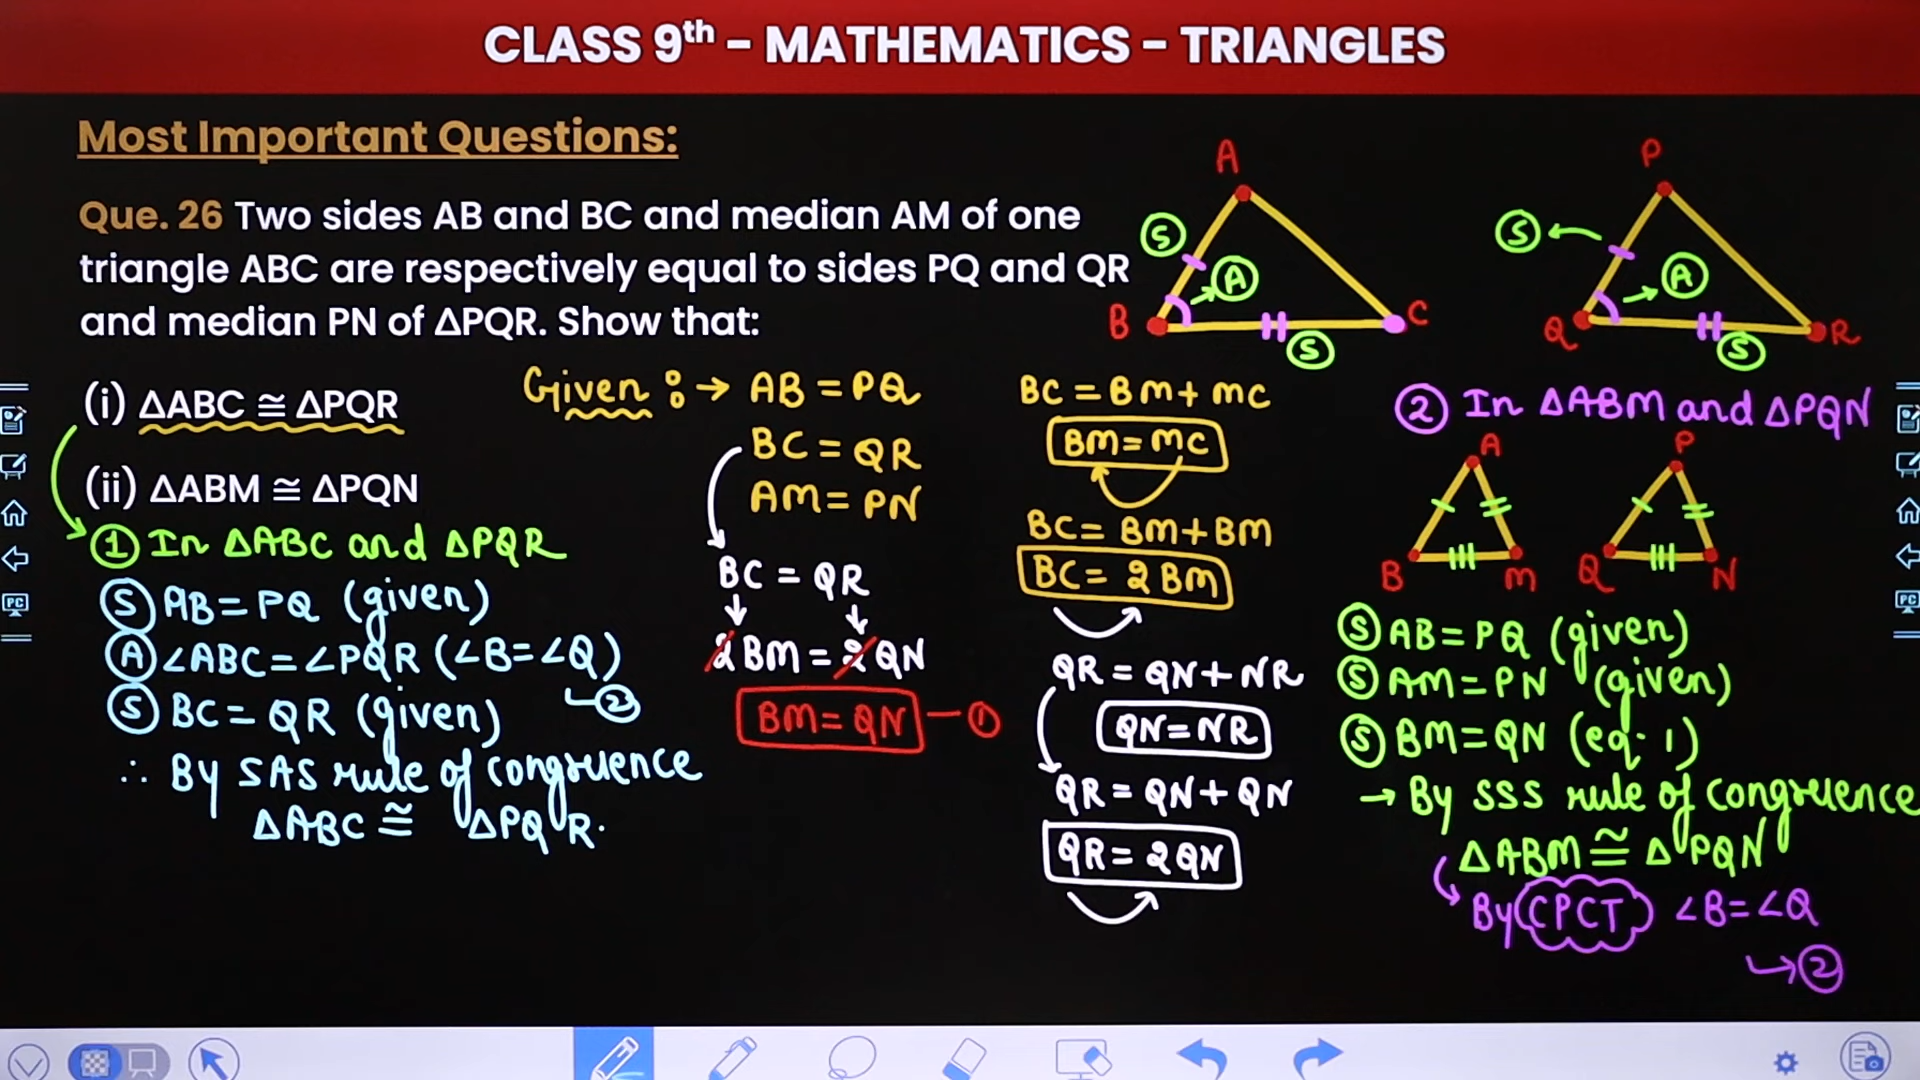 CLASS 9th - MATHEMATICS - TRIANGLES
Most Important Questions:
Que. 26 Two sides AB and BC and median AM of one
triangle ABC are respectively equal to sides PQ and QR
and median PN of ΔPQR. Show that:
(i) ΔABC ≅ ΔPQR
(ii) ΔABM ≅ ΔPQN
① In ΔABC and ΔPQR
Ⓢ AB = PQ (given)
Ⓐ ∠ABC = ∠PQR (∠B = ∠Q)
②
Ⓢ BC = QR (given)
∴ By SAS rule of congruence
ΔABC ≅ ΔPQR.
Given : → AB = PQ
BC = QR
AM = PN
BC = QR
2BM = 2QN
BM = QN — ①
BC = BM + MC
BM = MC
BC = BM + BM
BC = 2BM
QR = QN + NR
QN = NR
QR = QN + QN
QR = 2QN
A
Ⓢ
Ⓐ
B
C
Ⓢ
P
Ⓢ
Ⓐ
Q
R
Ⓢ
② In ΔABM and ΔPQN
A
P
B
M
Q
N
Ⓢ AB = PQ (given)
Ⓢ AM = PN (given)
Ⓢ BM = QN (eq. 1)
→ By SSS rule of congruence
ΔABM ≅ ΔPQN
By CPCT ∠B = ∠Q
②
PC
PC